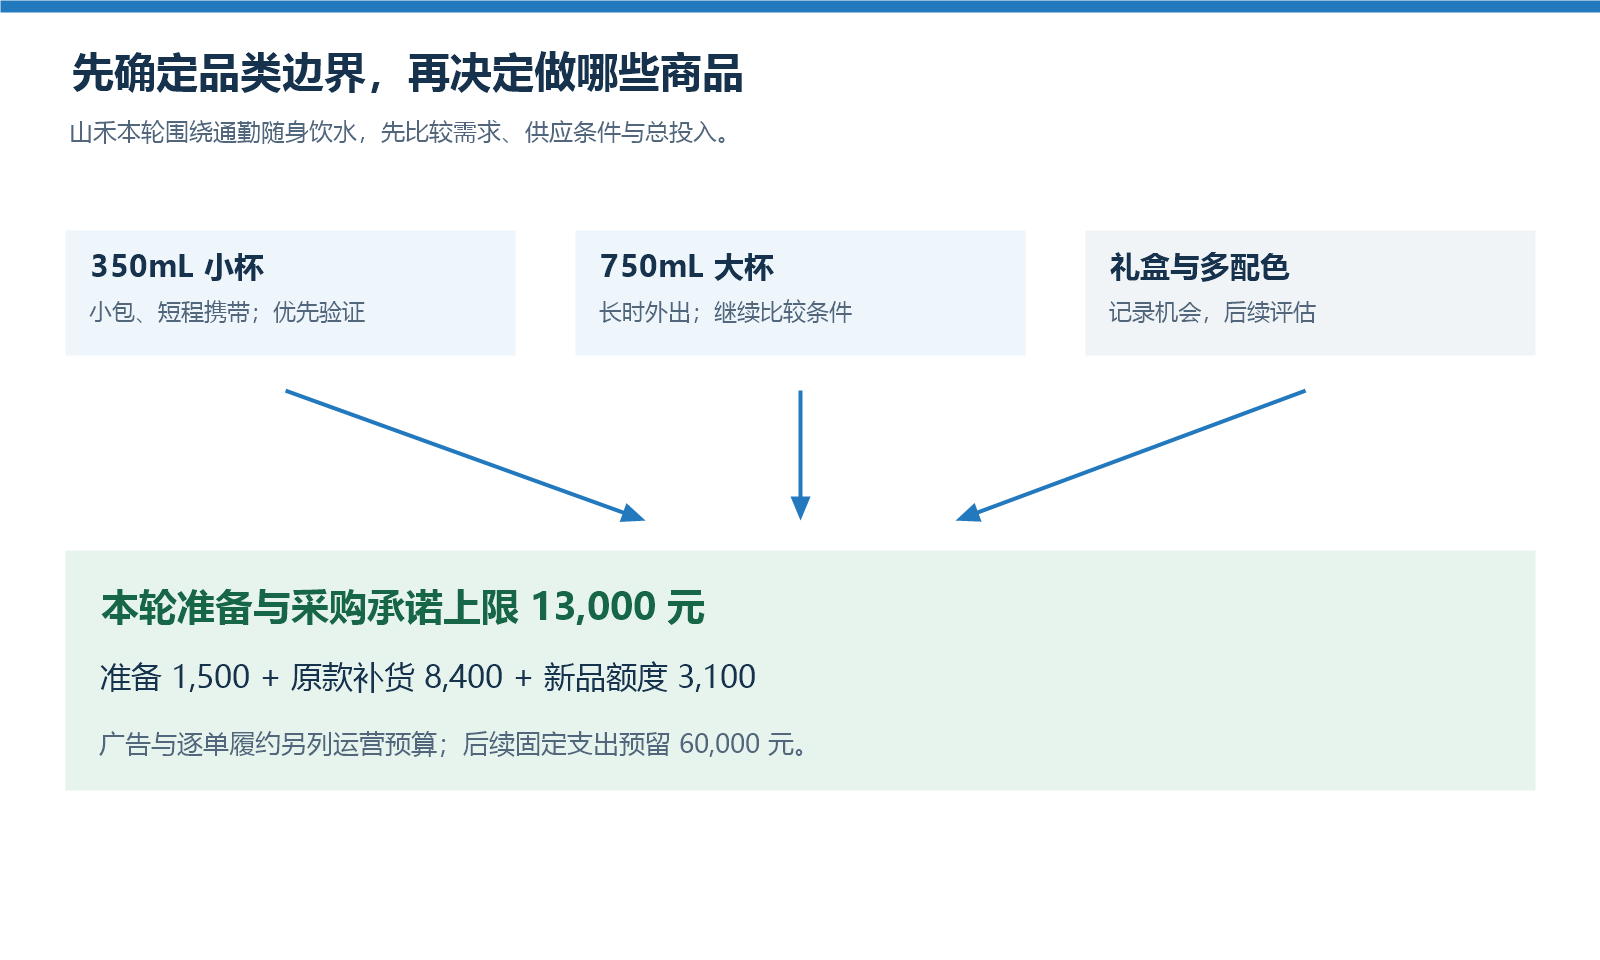 先确定品类边界，再决定做哪些商品
山禾本轮围绕通勤随身饮水，先比较需求、供应条件与总投入。
350mL 小杯
小包、短程携带；优先验证
750mL 大杯
长时外出；继续比较条件
礼盒与多配色
记录机会，后续评估
本轮准备与采购承诺上限 13,000 元
准备 1,500 + 原款补货 8,400 + 新品额度 3,100
广告与逐单履约另列运营预算；后续固定支出预留 60,000 元。